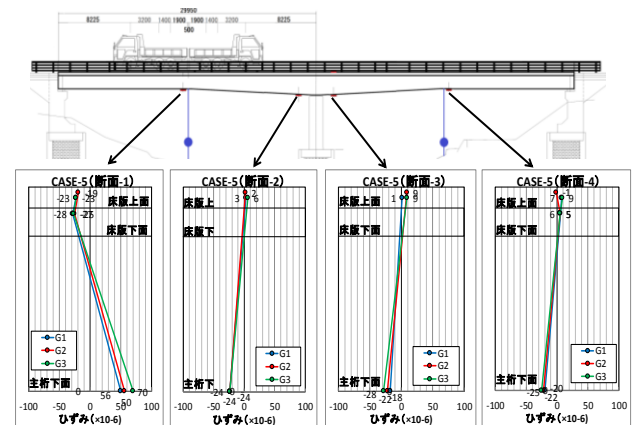 29950
8225 3200 1400 1900 1900 1400 3200 8225
500
CASE-5(断面-1)
-19
-23 -23
床版上面
-28
床版下面
G1
G2
G3
主桁下面
56 70
50
-100 -50 0 50 100
ひずみ(×10-6)
CASE-5(断面-2)
床版上
3 6
床版下
G1
G2
G3
主桁下
-24
-24 -24
-100 -50 0 50 100
ひずみ(×10-6)
CASE-5(断面-3)
床版上面
1 9
床版下面
G1
G2
G3
主桁下面
-28 -18
-22
-100 -50 0 50 100
ひずみ(×10-6)
CASE-5(断面-4)
-1
床版上面
7 9
6 5
床版下面
G1
G2
G3
主桁下面
-25 -20
-22
-100 -50 0 50 100
ひずみ(×10-6)